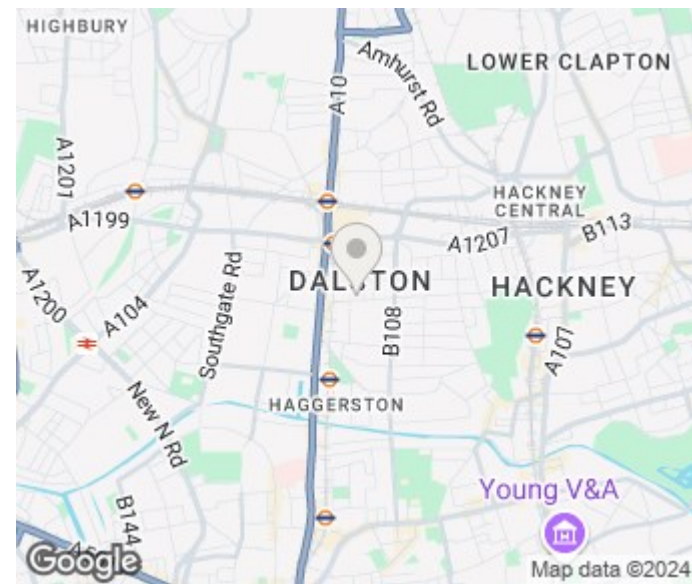 HIGHBURY
Amhurst Rd
LOWER CLAPTON
A10
A1201
HACKNEY
CENTRAL
A1199
B113
A1207
A1200
A104
Southgate Rd
DALSTON
HACKNEY
B108
A107
New N Rd
HAGGERSTON
B144
Young V&A
Google
Map data ©2024